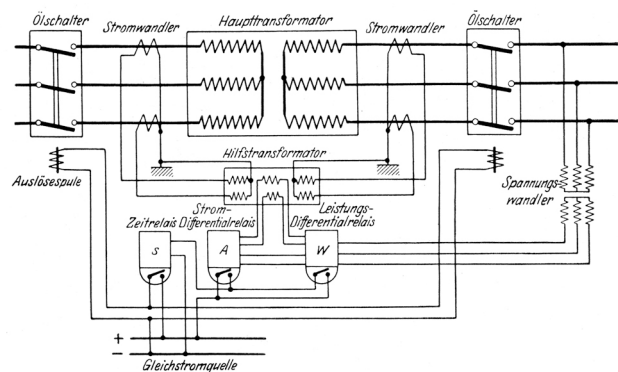 Ölschalter
Stromwandler
Haupttransformator
Stromwandler
Ölschalter
Hilfstransformator
Auslösespule
Spannungs-
wandler
Strom-
Zeitrelais Differentialrelais
Leistungs-
Differentialrelais
s
A
W
+
−
Gleichstromquelle